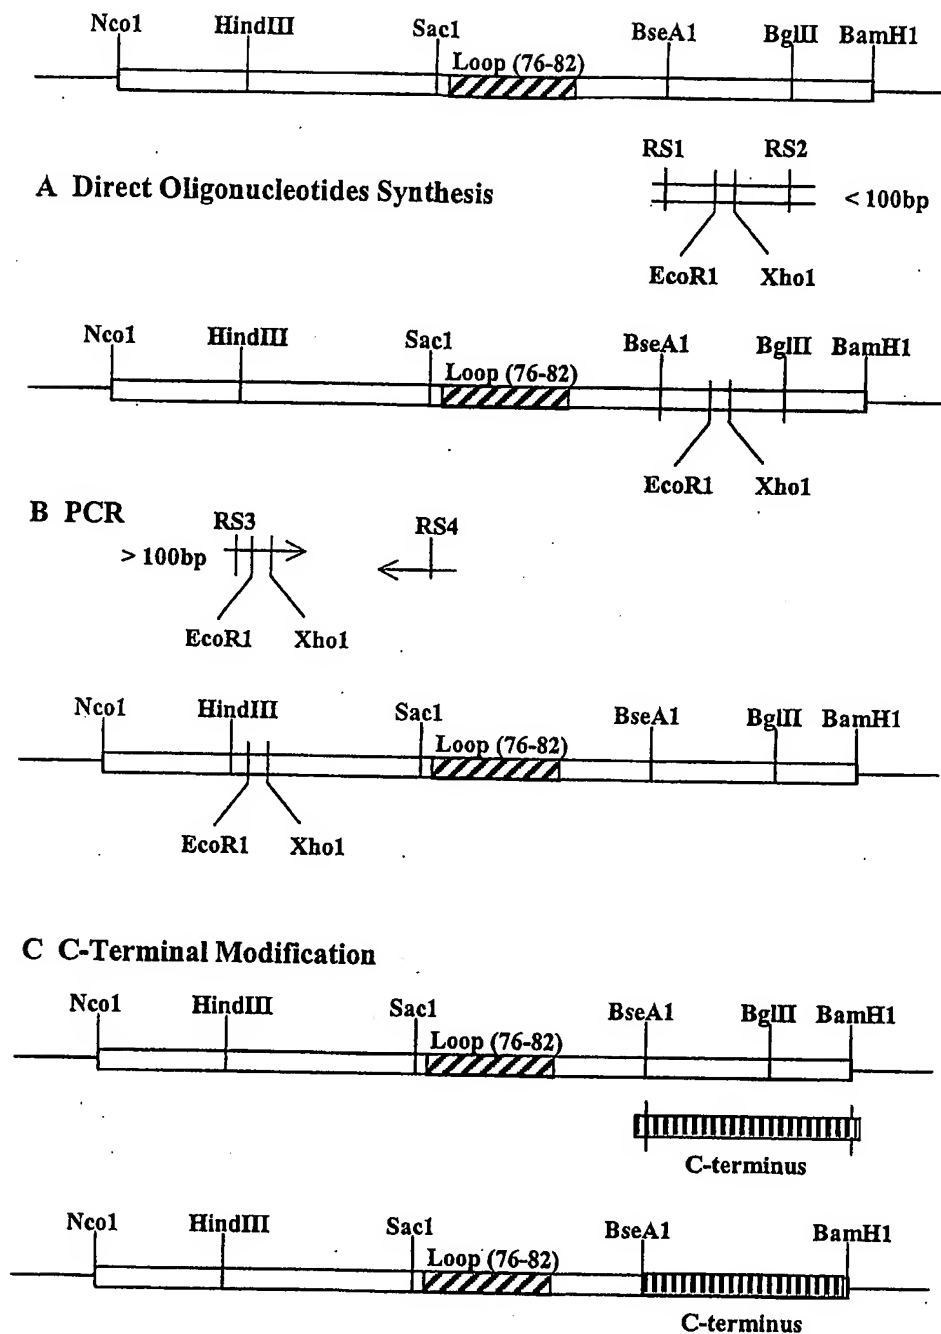 Nco1 HindIII Sac1 BseA1 BglII BamH1
Loop (76-82)
RS1 RS2
A Direct Oligonucleotides Synthesis
< 100bp
EcoR1 Xho1
Nco1 HindIII Sac1 BseA1 BglII BamH1
Loop (76-82)
EcoR1 Xho1
B PCR
RS3 RS4
> 100bp
EcoR1 Xho1
Nco1 HindIII Sac1 BseA1 BglII BamH1
Loop (76-82)
EcoR1 Xho1
C C-Terminal Modification
Nco1 HindIII Sac1 BseA1 BglII BamH1
Loop (76-82)
C-terminus
Nco1 HindIII Sac1 BseA1 BamH1
Loop (76-82)
C-terminus